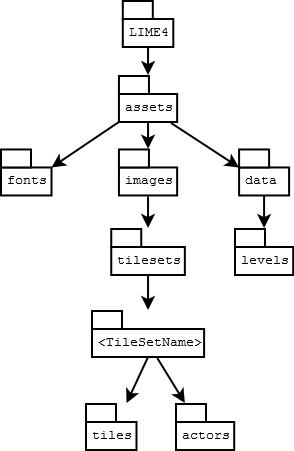 LIME4
assets
fonts
images
data
tilesets
levels
<TileSetName>
tiles
actors